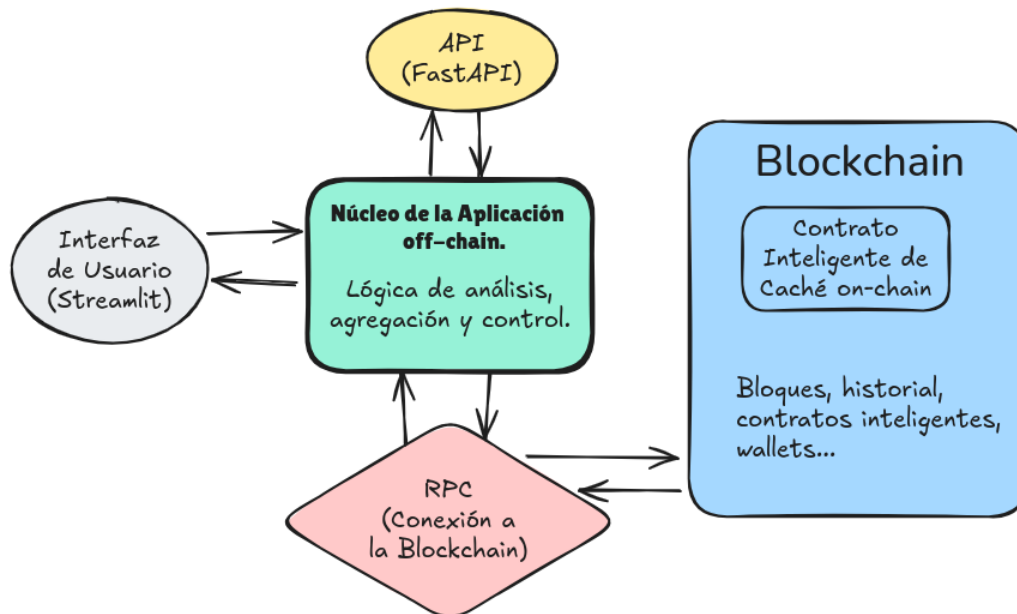 API
(FastAPI)
Blockchain
Núcleo de la Aplicación
off-chain.
Lógica de análisis,
agregación y control.
Interfaz
de Usuario
(Streamlit)
Contrato
Inteligente de
Caché on-chain
Bloques, historial,
contratos inteligentes,
wallets...
RPC
(Conexión a
la Blockchain)